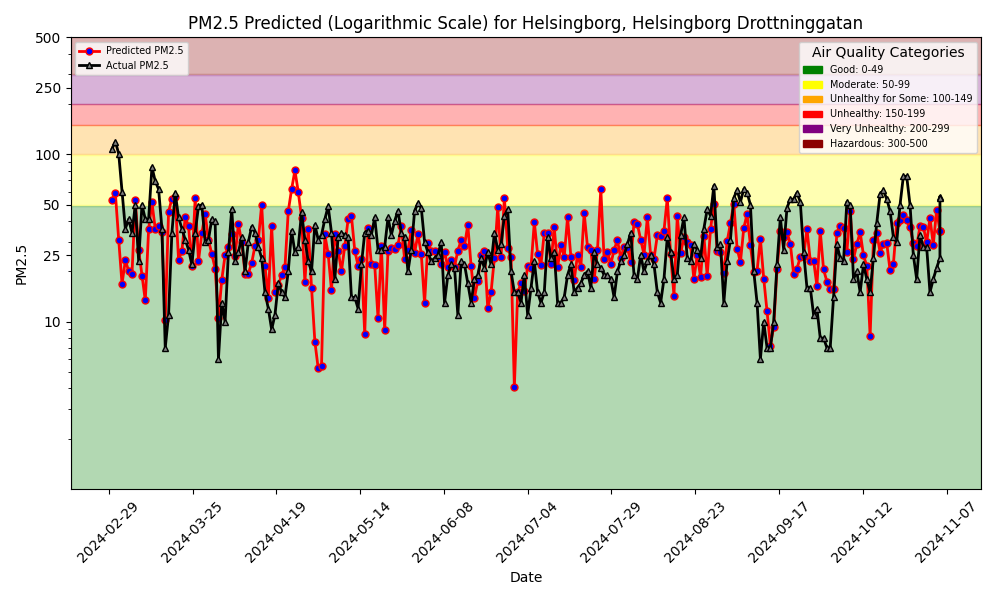 PM2.5 Predicted (Logarithmic Scale) for Helsingborg, Helsingborg Drottninggatan
Predicted PM2.5
Actual PM2.5
Air Quality Categories
Good: 0-49
Moderate: 50-99
Unhealthy for Some: 100-149
Unhealthy: 150-199
Very Unhealthy: 200-299
Hazardous: 300-500
PM2.5
500
250
100
50
25
10
2024-02-29
2024-03-25
2024-04-19
2024-05-14
2024-06-08
2024-07-04
2024-07-29
2024-08-23
2024-09-17
2024-10-12
2024-11-07
Date